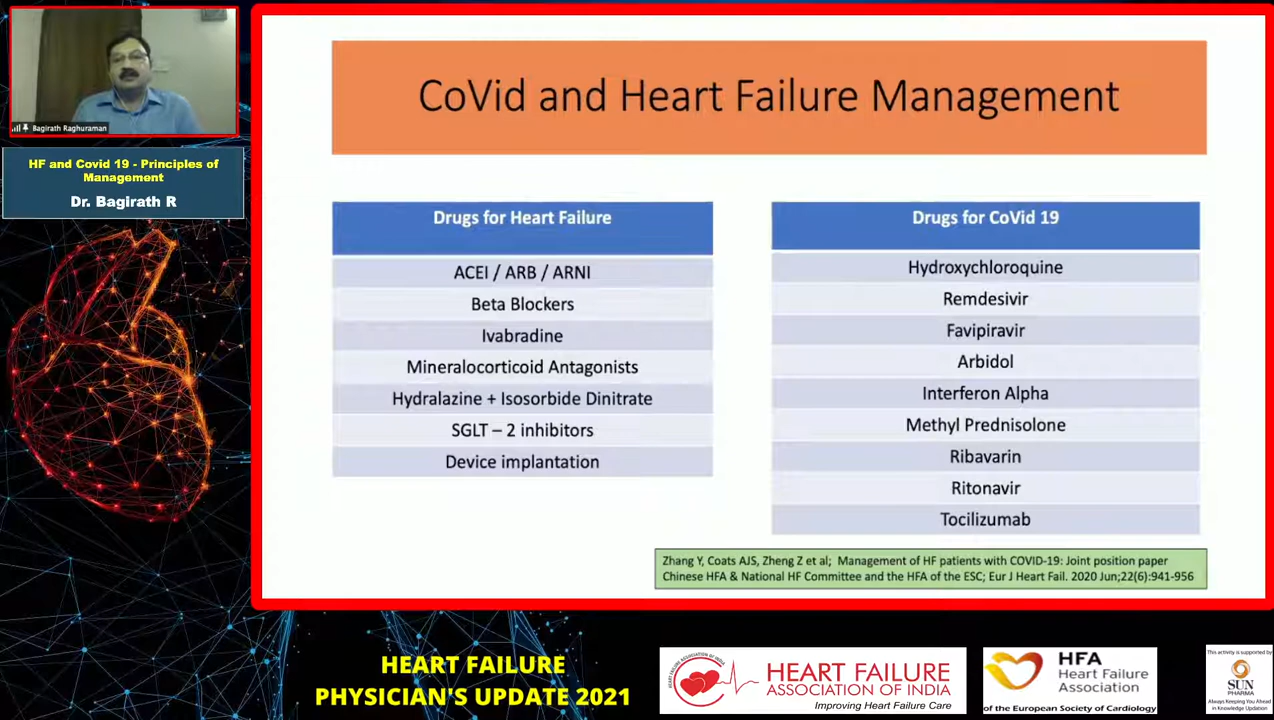 Bagirath Raghuraman
HF and Covid 19 - Principles of
Management
Dr. Bagirath R
CoVid and Heart Failure Management
Drugs for Heart Failure
ACEI / ARB / ARNI
Beta Blockers
Ivabradine
Mineralocorticoid Antagonists
Hydralazine + Isosorbide Dinitrate
SGLT – 2 inhibitors
Device implantation
Drugs for CoVid 19
Hydroxychloroquine
Remdesivir
Favipiravir
Arbidol
Interferon Alpha
Methyl Prednisolone
Ribavarin
Ritonavir
Tocilizumab
Zhang Y, Coats AJS, Zheng Z et al; Management of HF patients with COVID-19: Joint position paper
Chinese HFA & National HF Committee and the HFA of the ESC; Eur J Heart Fail. 2020 Jun;22(6):941-956
HEART FAILURE
PHYSICIAN'S UPDATE 2021
HEART FAILURE ASSOCIATION OF INDIA
HEART FAILURE
ASSOCIATION OF INDIA
Improving Heart Failure Care
HFA
Heart Failure
Association
of the European Society of Cardiology
This activity is supported by
SUN
PHARMA
Always Keeping You Ahead
in Knowledge Updation